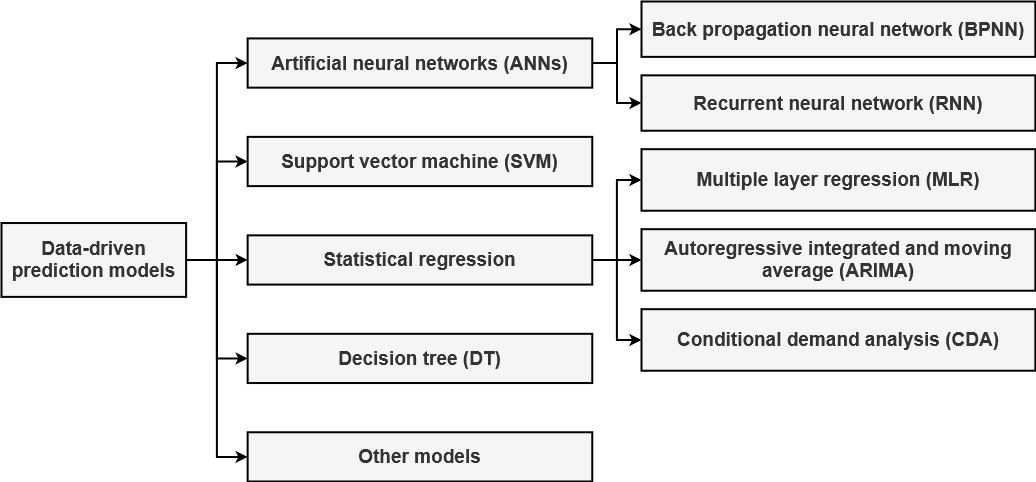 Data-driven
prediction models
Artificial neural networks (ANNs)
Support vector machine (SVM)
Statistical regression
Decision tree (DT)
Other models
Back propagation neural network (BPNN)
Recurrent neural network (RNN)
Multiple layer regression (MLR)
Autoregressive integrated and moving
average (ARIMA)
Conditional demand analysis (CDA)